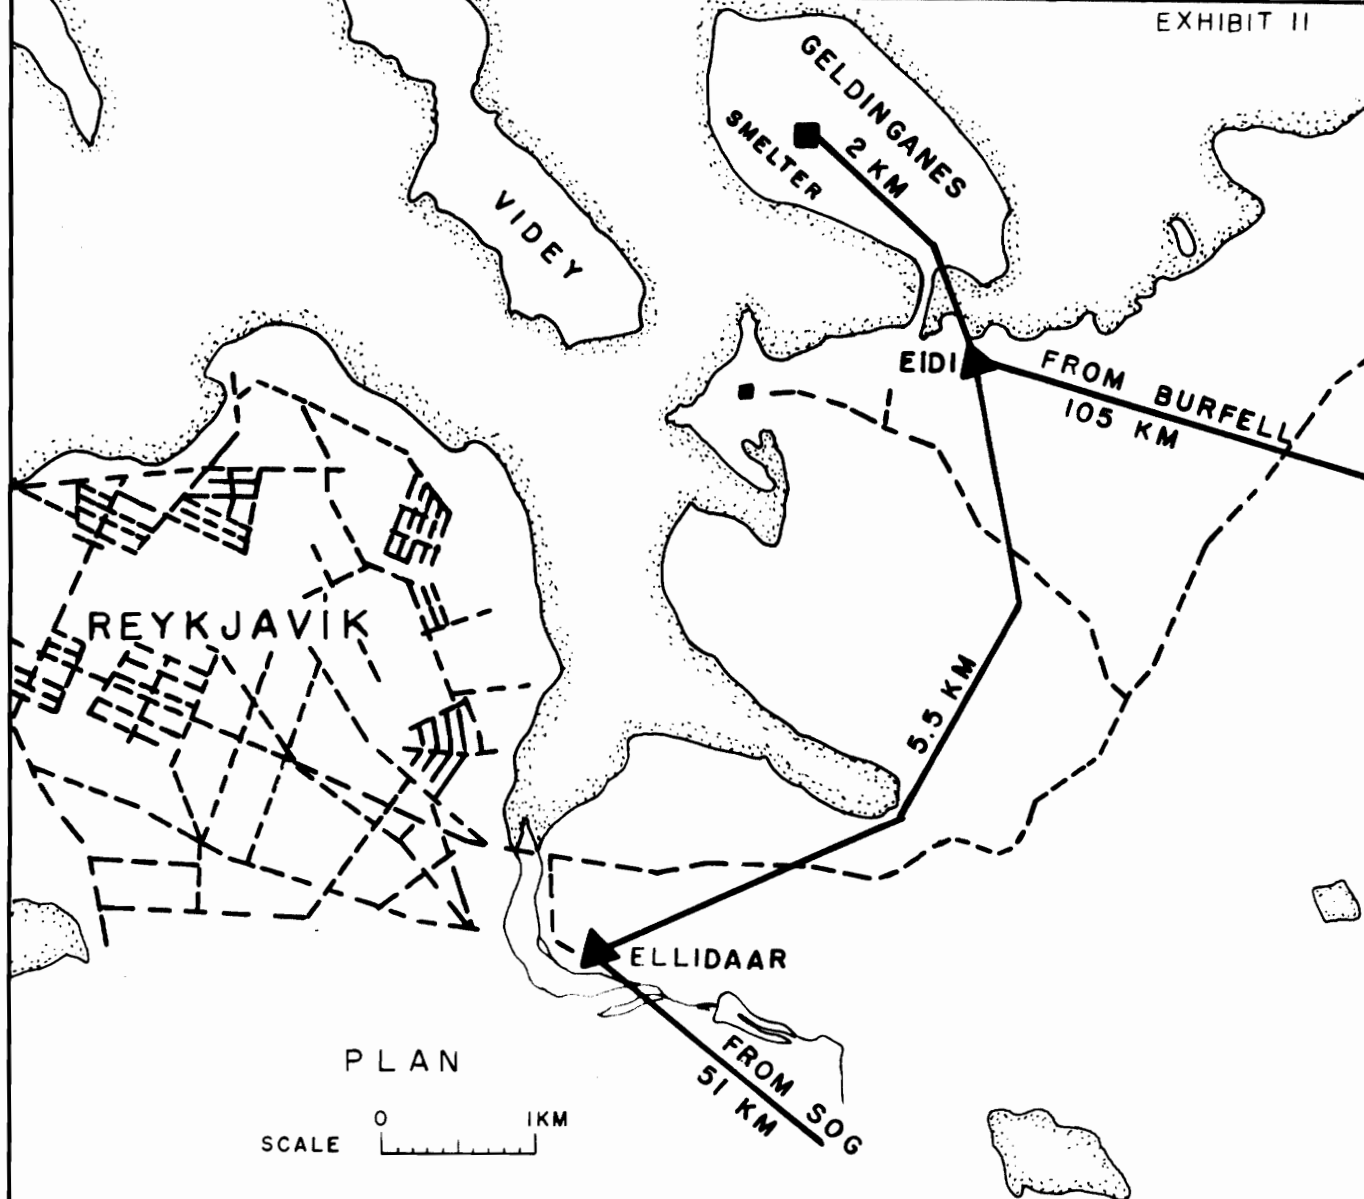 EXHIBIT 11
GELDINGANES
SMELTER
2 KM
VIDEY
EIDI
FROM BURFELL
105 KM
REYKJAVIK
5.5 KM
ELLIDAAR
FROM SOG
51 KM
PLAN
0 1KM
SCALE